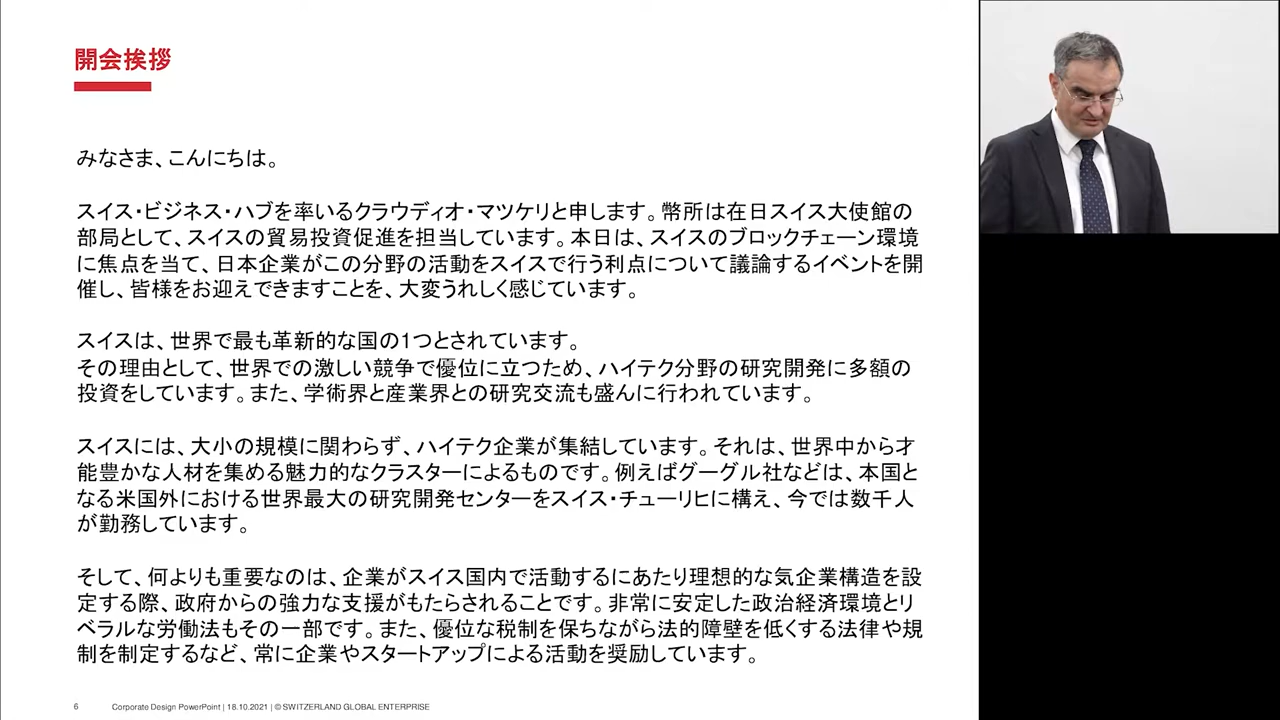 開会挨拶
みなさま、こんにちは。
スイス・ビジネス・ハブを率いるクラウディオ・マツケリと申します。幣所は在日スイス大使館の
部局として、スイスの貿易投資促進を担当しています。本日は、スイスのブロックチェーン環境
に焦点を当て、日本企業がこの分野の活動をスイスで行う利点について議論するイベントを開
催し、皆様をお迎えできますことを、大変うれしく感じています。
スイスは、世界で最も革新的な国の1つとされています。
その理由として、世界での激しい競争で優位に立つため、ハイテク分野の研究開発に多額の
投資をしています。また、学術界と産業界との研究交流も盛んに行われています。
スイスには、大小の規模に関わらず、ハイテク企業が集結しています。それは、世界中から才
能豊かな人材を集める魅力的なクラスターによるものです。例えばグーグル社などは、本国と
なる米国外における世界最大の研究開発センターをスイス・チューリヒに構え、今では数千人
が勤務しています。
そして、何よりも重要なのは、企業がスイス国内で活動するにあたり理想的な気企業構造を設
定する際、政府からの強力な支援がもたらされることです。非常に安定した政治経済環境とリ
ベラルな労働法もその一部です。また、優位な税制を保ちながら法的障壁を低くする法律や規
制を制定するなど、常に企業やスタートアップによる活動を奨励しています。
6 Corporate Design PowerPoint | 18.10.2021 | © SWITZERLAND GLOBAL ENTERPRISE